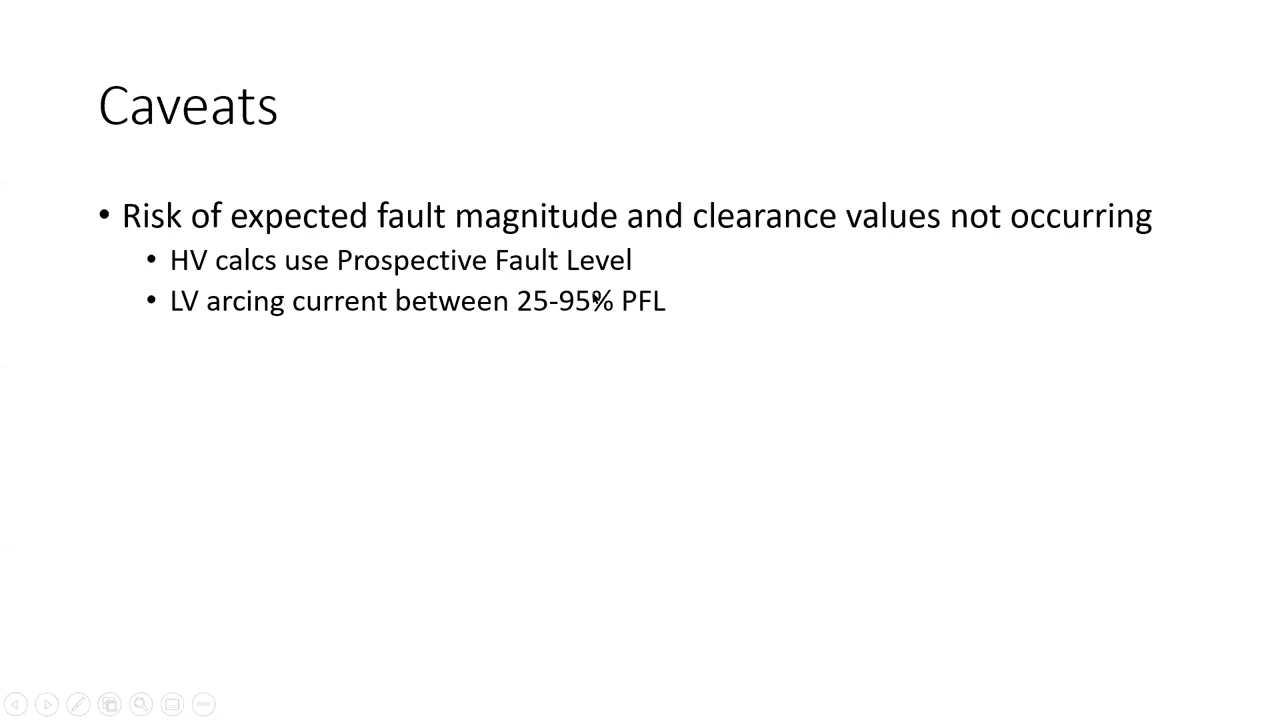 Caveats
• Risk of expected fault magnitude and clearance values not occurring
• HV calcs use Prospective Fault Level
• LV arcing current between 25-95% PFL